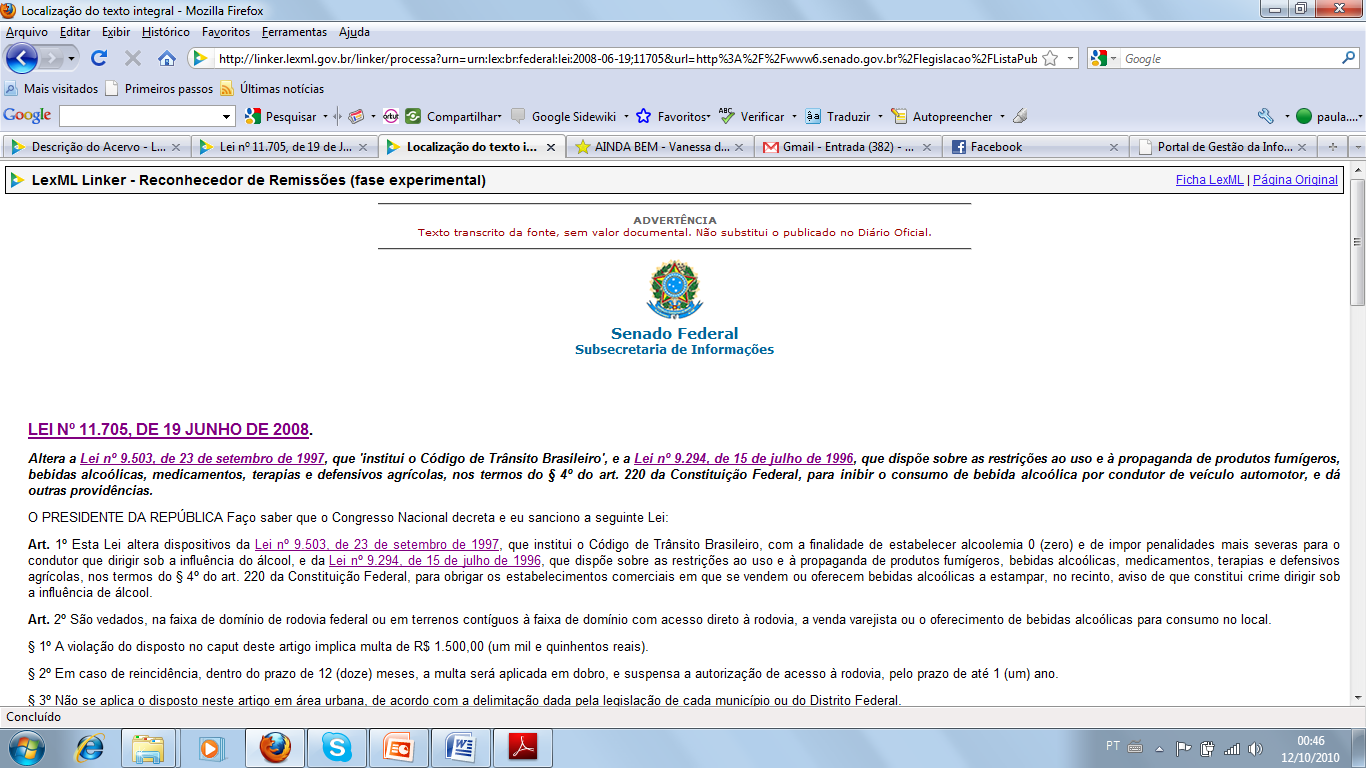 Localização do texto integral - Mozilla Firefox
Arquivo Editar Exibir Histórico Favoritos Ferramentas Ajuda
http://linker.lexml.gov.br/linker/processa?urn=urn:lex:br:federal:lei:2008-06-19;11705&url=http%3A%2F%2Fwww6.senado.gov.br%2Flegislacao%2FListaPub
Google
Mais visitados Primeiros passos Últimas notícias
Google Pesquisar Compartilhar Google Sidewiki Favoritos ABC Verificar Traduzir Autopreencher paula....
Descrição do Acervo - L... Lei nº 11.705, de 19 de J... Localização do texto i... AINDA BEM - Vanessa d... Gmail - Entrada (382) - ... Facebook Portal de Gestão da Info...
LexML Linker - Reconhecedor de Remissões (fase experimental) Ficha LexML | Página Original
ADVERTÊNCIA
Texto transcrito da fonte, sem valor documental. Não substitui o publicado no Diário Oficial.
Senado Federal
Subsecretaria de Informações
LEI Nº 11.705, DE 19 JUNHO DE 2008.
Altera a Lei nº 9.503, de 23 de setembro de 1997, que 'institui o Código de Trânsito Brasileiro', e a Lei nº 9.294, de 15 de julho de 1996, que dispõe sobre as restrições ao uso e à propaganda de produtos fumígeros,
bebidas alcoólicas, medicamentos, terapias e defensivos agrícolas, nos termos do § 4º do art. 220 da Constituição Federal, para inibir o consumo de bebida alcoólica por condutor de veículo automotor, e dá
outras providências.
O PRESIDENTE DA REPÚBLICA Faço saber que o Congresso Nacional decreta e eu sanciono a seguinte Lei:
Art. 1º Esta Lei altera dispositivos da Lei nº 9.503, de 23 de setembro de 1997, que institui o Código de Trânsito Brasileiro, com a finalidade de estabelecer alcoolemia 0 (zero) e de impor penalidades mais severas para o
condutor que dirigir sob a influência do álcool, e da Lei nº 9.294, de 15 de julho de 1996, que dispõe sobre as restrições ao uso e à propaganda de produtos fumígeros, bebidas alcoólicas, medicamentos, terapias e defensivos
agrícolas, nos termos do § 4º do art. 220 da Constituição Federal, para obrigar os estabelecimentos comerciais em que se vendem ou oferecem bebidas alcoólicas a estampar, no recinto, aviso de que constitui crime dirigir sob
a influência de álcool.
Art. 2º São vedados, na faixa de domínio de rodovia federal ou em terrenos contíguos à faixa de domínio com acesso direto à rodovia, a venda varejista ou o oferecimento de bebidas alcoólicas para consumo no local.
§ 1º A violação do disposto no caput deste artigo implica multa de R$ 1.500,00 (um mil e quinhentos reais).
§ 2º Em caso de reincidência, dentro do prazo de 12 (doze) meses, a multa será aplicada em dobro, e suspensa a autorização de acesso à rodovia, pelo prazo de até 1 (um) ano.
§ 3º Não se aplica o disposto neste artigo em área urbana, de acordo com a delimitação dada pela legislação de cada município ou do Distrito Federal.
Concluído
PT 00:46
12/10/2010